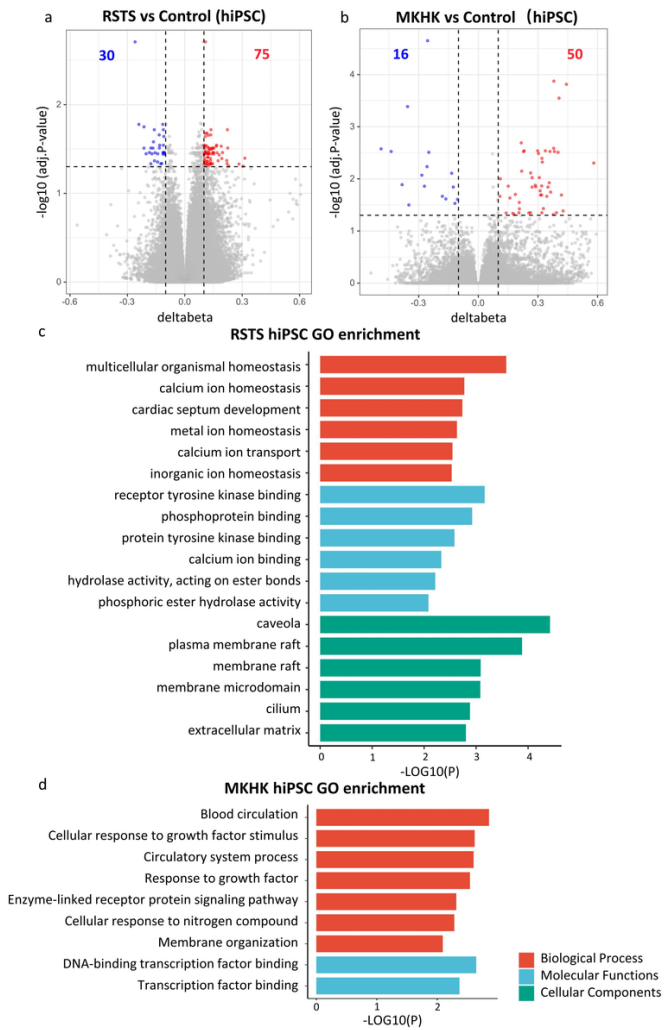 a
RSTS vs Control (hiPSC)
30
75
-log10 (adj.P-value)
2
1
0
-0.6
-0.3
0.0
0.3
0.6
deltabeta
b
MKHK vs Control (hiPSC)
16
50
-log10 (adj.P-value)
4
3
2
1
0
-0.3
0.0
0.3
0.6
deltabeta
c
RSTS hiPSC GO enrichment
multicellular organismal homeostasis
calcium ion homeostasis
cardiac septum development
metal ion homeostasis
calcium ion transport
inorganic ion homeostasis
receptor tyrosine kinase binding
phosphoprotein binding
protein tyrosine kinase binding
calcium ion binding
hydrolase activity, acting on ester bonds
phosphoric ester hydrolase activity
caveola
plasma membrane raft
membrane raft
membrane microdomain
cilium
extracellular matrix
0 1 2 3 4
-LOG10(P)
d
MKHK hiPSC GO enrichment
Blood circulation
Cellular response to growth factor stimulus
Circulatory system process
Response to growth factor
Enzyme-linked receptor protein signaling pathway
Cellular response to nitrogen compound
Membrane organization
DNA-binding transcription factor binding
Transcription factor binding
0 1 2
-LOG10(P)
Biological Process
Molecular Functions
Cellular Components